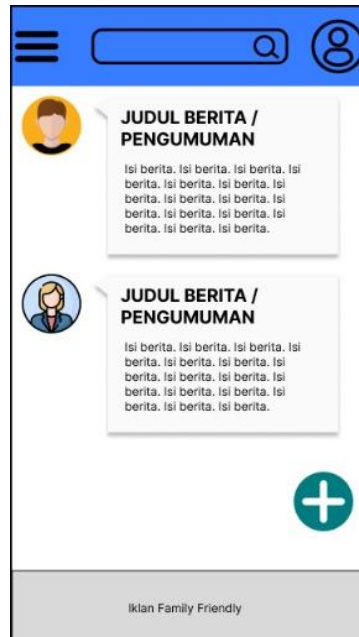 JUDUL BERITA /
PENGUMUMAN
Isi berita. Isi berita. Isi berita. Isi
berita. Isi berita. Isi berita. Isi
berita. Isi berita. Isi berita. Isi
berita. Isi berita. Isi berita. Isi
berita. Isi berita. Isi berita.
JUDUL BERITA /
PENGUMUMAN
Isi berita. Isi berita. Isi berita. Isi
berita. Isi berita. Isi berita. Isi
berita. Isi berita. Isi berita. Isi
berita. Isi berita. Isi berita. Isi
berita. Isi berita. Isi berita.
Iklan Family Friendly